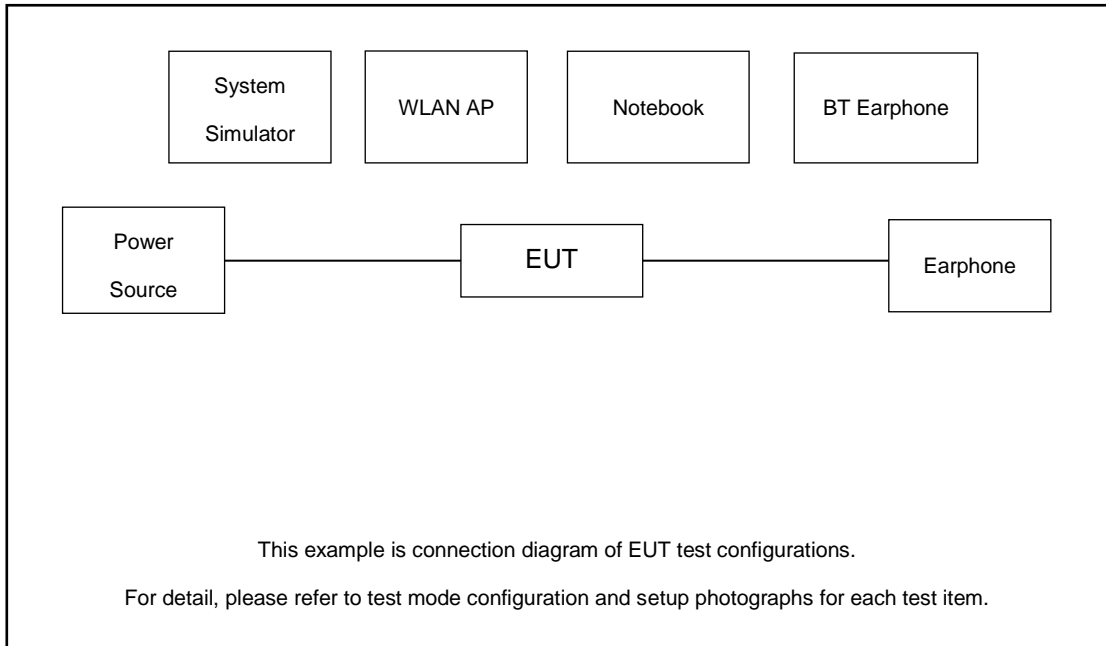 System
Simulator
WLAN AP
Notebook
BT Earphone
Power
Source
EUT
Earphone
This example is connection diagram of EUT test configurations.
For detail, please refer to test mode configuration and setup photographs for each test item.